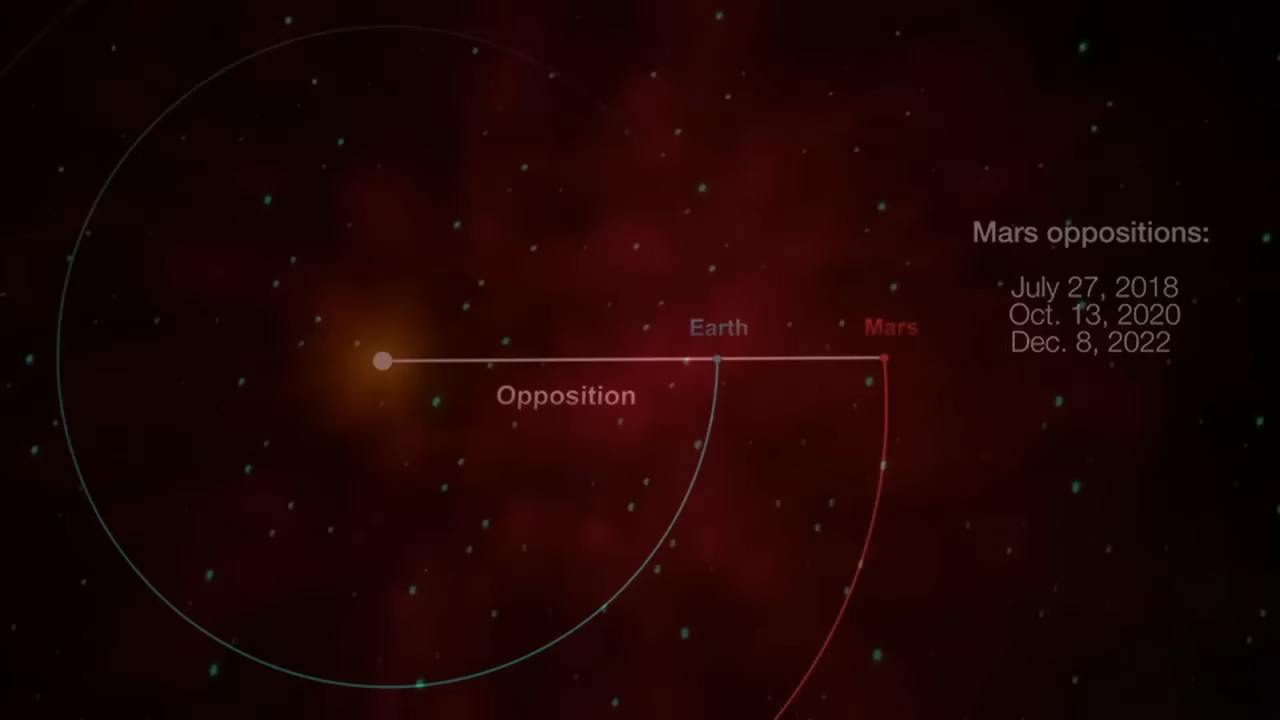 Mars oppositions:
July 27, 2018
Oct. 13, 2020
Dec. 8, 2022
Earth
Mars
Opposition